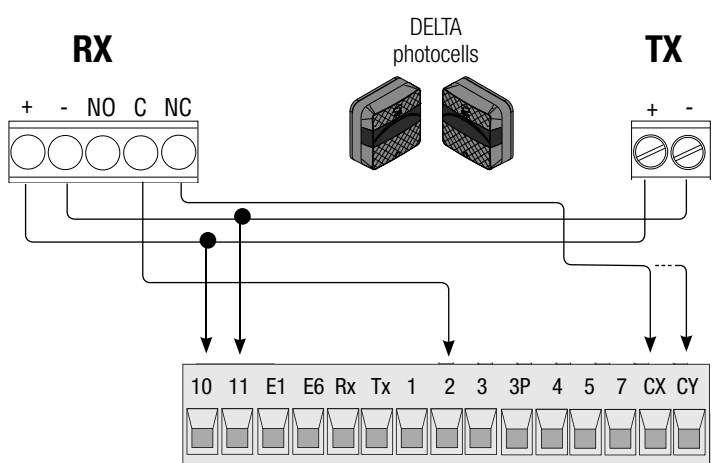 DELTA
photocells
RX
TX
+ - NO C NC
+ -
10 11 E1 E6 Rx Tx 1 2 3 3P 4 5 7 CX CY